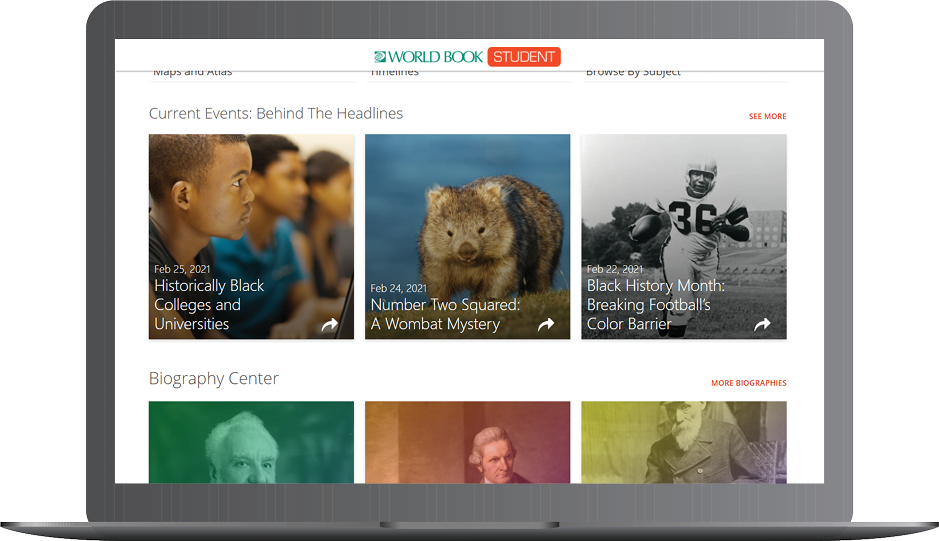 WORLD BOOK STUDENT
Maps and Atlas
Timelines
Browse By Subject
Current Events: Behind The Headlines
SEE MORE
Feb 25, 2021
Historically Black
Colleges and
Universities
Feb 24, 2021
Number Two Squared:
A Wombat Mystery
36
Feb 22, 2021
Black History Month:
Breaking Football's
Color Barrier
Biography Center
MORE BIOGRAPHIES